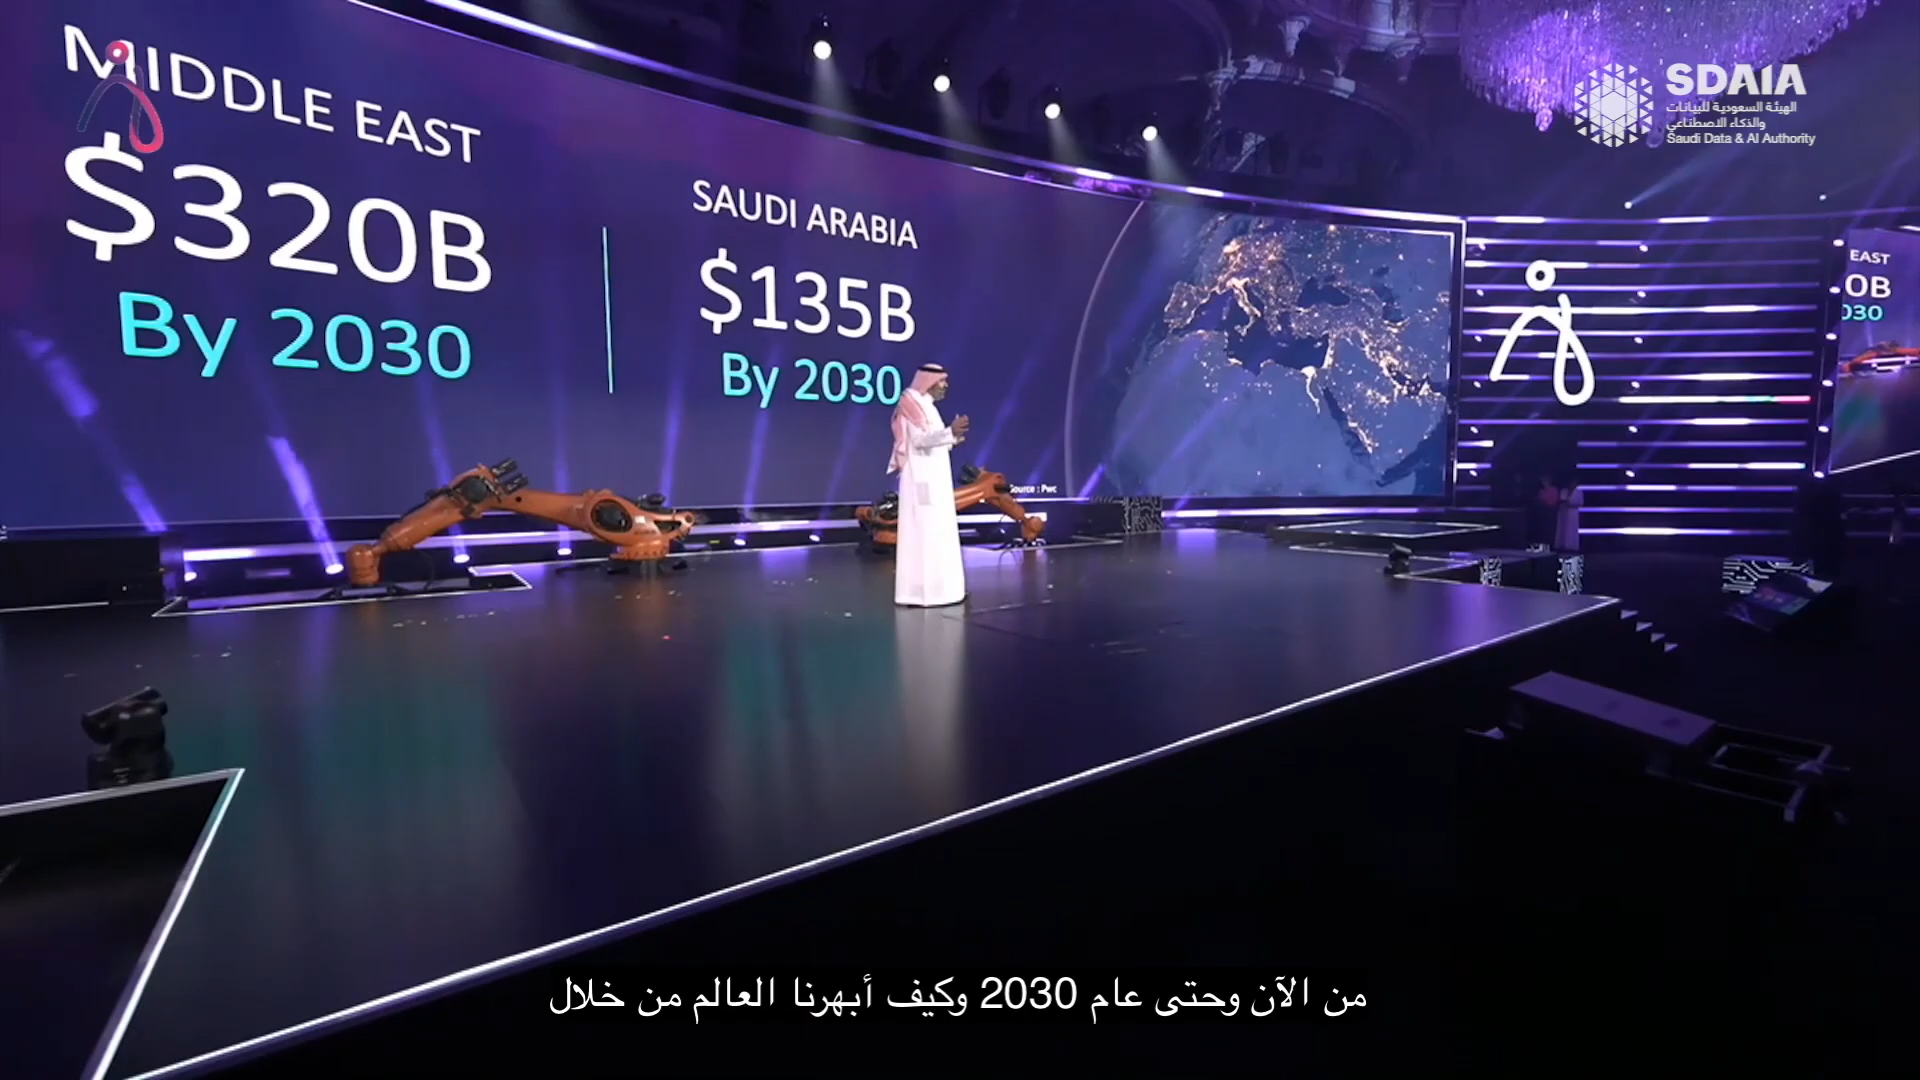 MIDDLE EAST
$320B
By 2030
SAUDI ARABIA
$135B
By 2030
Source : Pwc
SDAIA
الهيئة السعودية للبيانات
والذكاء الاصطناعي
Saudi Data & AI Authority
EAST
0B
030
من الآن وحتى عام 2030 وكيف أبهرنا العالم من خلال